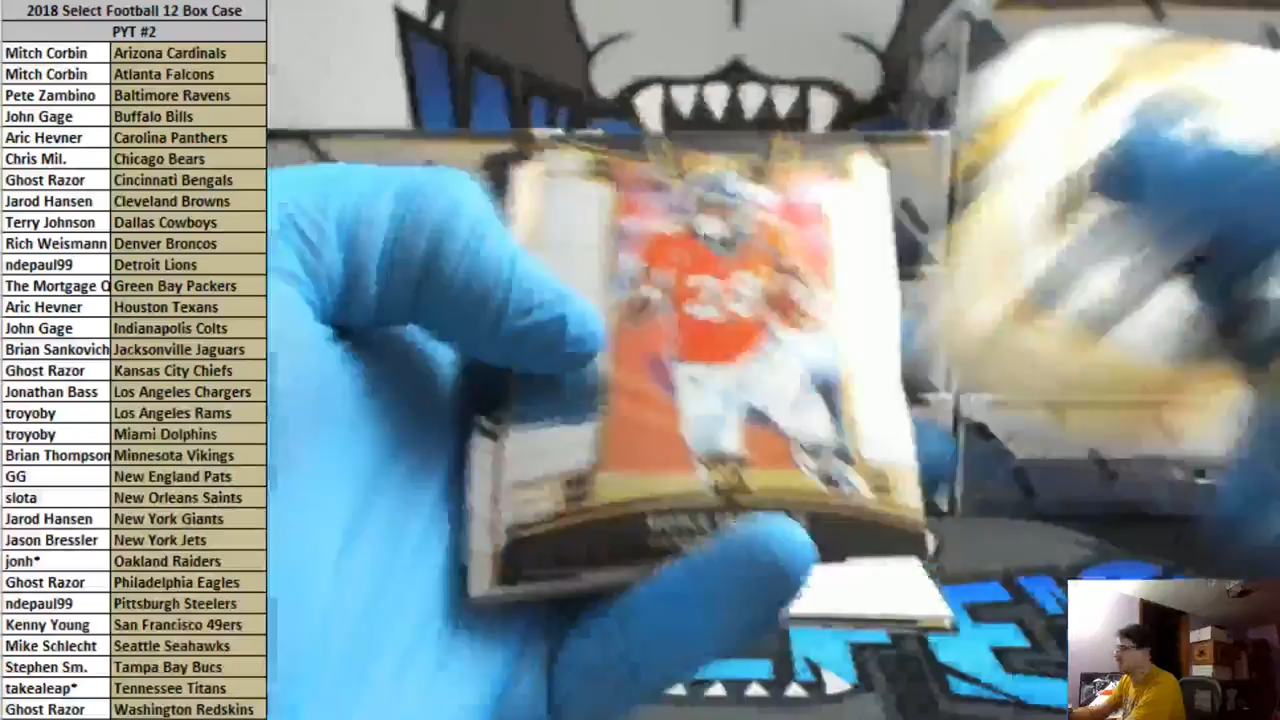 2018 Select Football 12 Box Case
PYT #2
Mitch Corbin Arizona Cardinals
Mitch Corbin Atlanta Falcons
Pete Zambino Baltimore Ravens
John Gage Buffalo Bills
Aric Hevner Carolina Panthers
Chris Mil. Chicago Bears
Ghost Razor Cincinnati Bengals
Jarod Hansen Cleveland Browns
Terry Johnson Dallas Cowboys
Rich Weismann Denver Broncos
ndepaul99 Detroit Lions
The Mortgage Green Bay Packers
Aric Hevner Houston Texans
John Gage Indianapolis Colts
Brian Sankovich Jacksonville Jaguars
Ghost Razor Kansas City Chiefs
Jonathan Bass Los Angeles Chargers
troyoby Los Angeles Rams
troyoby Miami Dolphins
Brian Thompson Minnesota Vikings
GG New England Pats
slota New Orleans Saints
Jarod Hansen New York Giants
Jason Bressler New York Jets
jonh* Oakland Raiders
Ghost Razor Philadelphia Eagles
ndepaul99 Pittsburgh Steelers
Kenny Young San Francisco 49ers
Mike Schlecht Seattle Seahawks
Stephen Sm. Tampa Bay Bucs
takealeap* Tennessee Titans
Ghost Razor Washington Redskins